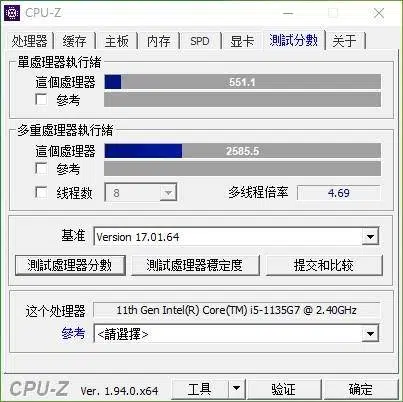 CPU-Z
处理器 缓存 主板 内存 SPD 显卡 測試分數 关于
單處理器執行緒
這個處理器 551.1
參考
多重處理器執行緒
這個處理器 2585.5
參考
线程数 8 多线程倍率 4.69
基准 Version 17.01.64
測試處理器分數 測試處理器穩定度 提交和比较
这个处理器 11th Gen Intel(R) Core(TM) i5-1135G7 @ 2.40GHz
參考 <請選擇>
CPU-Z Ver. 1.94.0.x64 工具 验证 确定